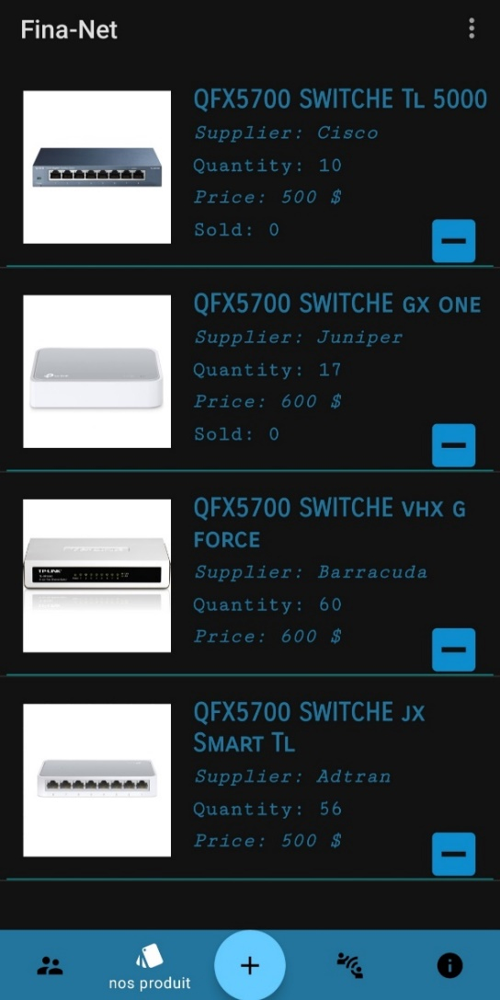 Fina-Net
QFX5700 SWITCHE TL 5000
Supplier: Cisco
Quantity: 10
Price: 500 $
Sold: 0
QFX5700 SWITCHE GX ONE
Supplier: Juniper
Quantity: 17
Price: 600 $
Sold: 0
QFX5700 SWITCHE VHX G
FORCE
TP-LINK
Supplier: Barracuda
Quantity: 60
Price: 600 $
QFX5700 SWITCHE JX
SMART TL
Supplier: Adtran
Quantity: 56
Price: 500 $
nos produit